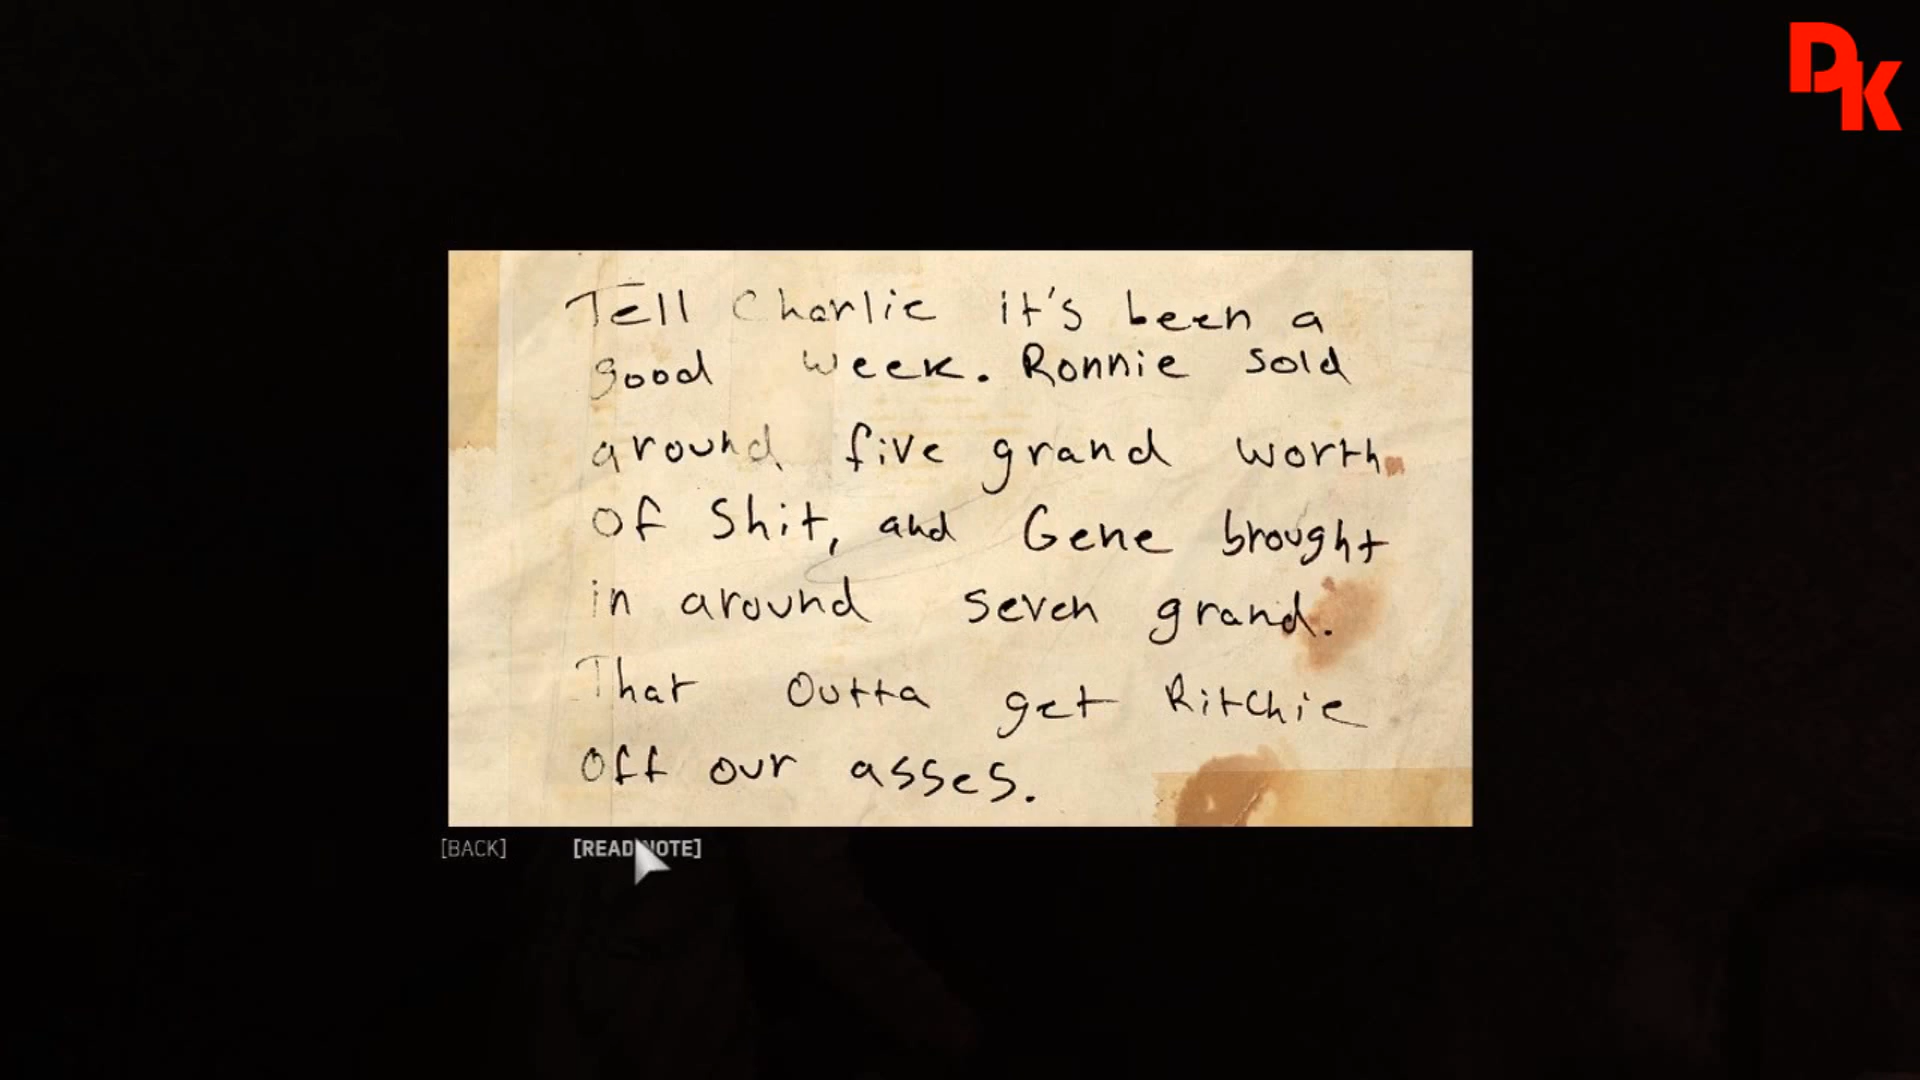 DK
Tell Charlie it's been a
good week. Ronnie sold
around five grand worth
of Shit, and Gene brought
in around seven grand.
That Outta get Ritchie
Off our asses.
[BACK] [READ NOTE]